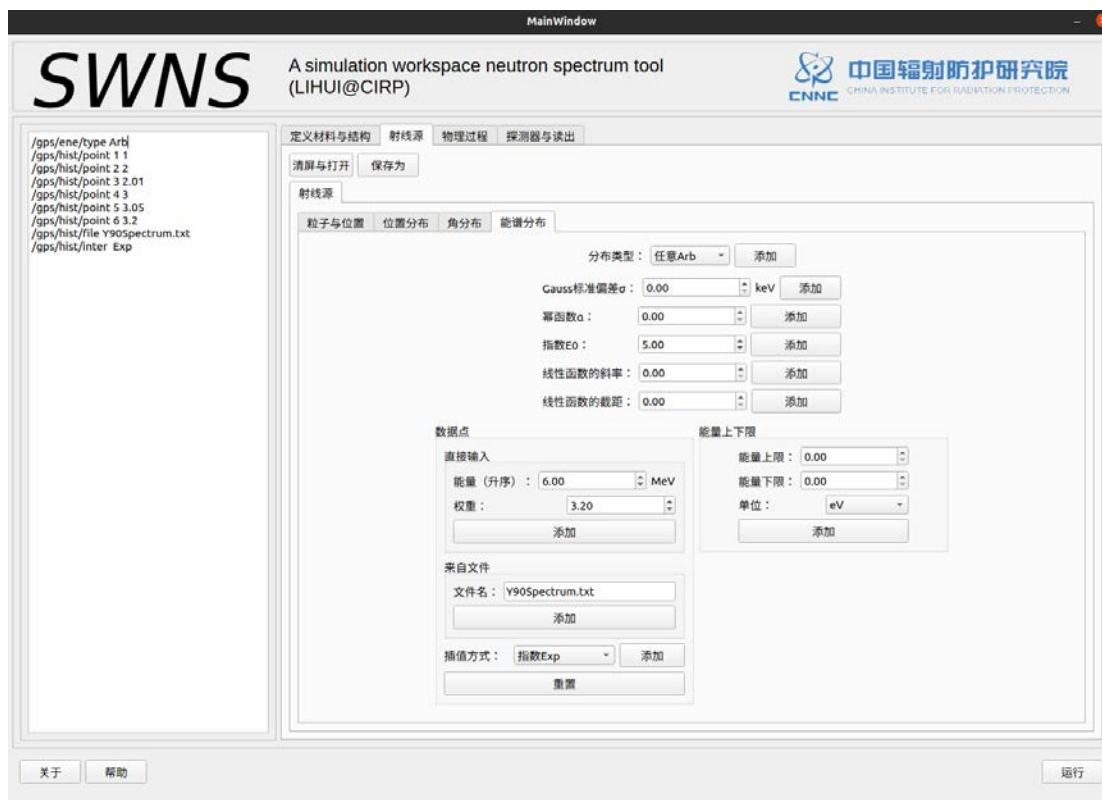 MainWindow
SWNS
A simulation workspace neutron spectrum tool
(LIHUI@CIRP)
CNNC
中国辐射防护研究院
CHINA INSTITUTE FOR RADIATION PROTECTION
/gps/ene/type Arb
/gps/hist/point 1 1
/gps/hist/point 2 2
/gps/hist/point 3 2.01
/gps/hist/point 4 3
/gps/hist/point 5 3.05
/gps/hist/point 6 3.2
/gps/hist/file Y90Spectrum.txt
/gps/hist/inter Exp
定义材料与结构 射线源 物理过程 探测器与读出
清屏与打开 保存为
射线源
粒子与位置 位置分布 角分布 能谱分布
分布类型： 任意Arb 添加
Gauss标准偏差σ： 0.00 keV 添加
幂函数α： 0.00 添加
指数E0： 5.00 添加
线性函数的斜率： 0.00 添加
线性函数的截距： 0.00 添加
数据点
直接输入
能量（升序）： 6.00 MeV
权重： 3.20
添加
来自文件
文件名： Y90Spectrum.txt
添加
插值方式： 指数Exp 添加
重置
能量上下限
能量上限： 0.00
能量下限： 0.00
单位： eV
添加
关于 帮助 运行